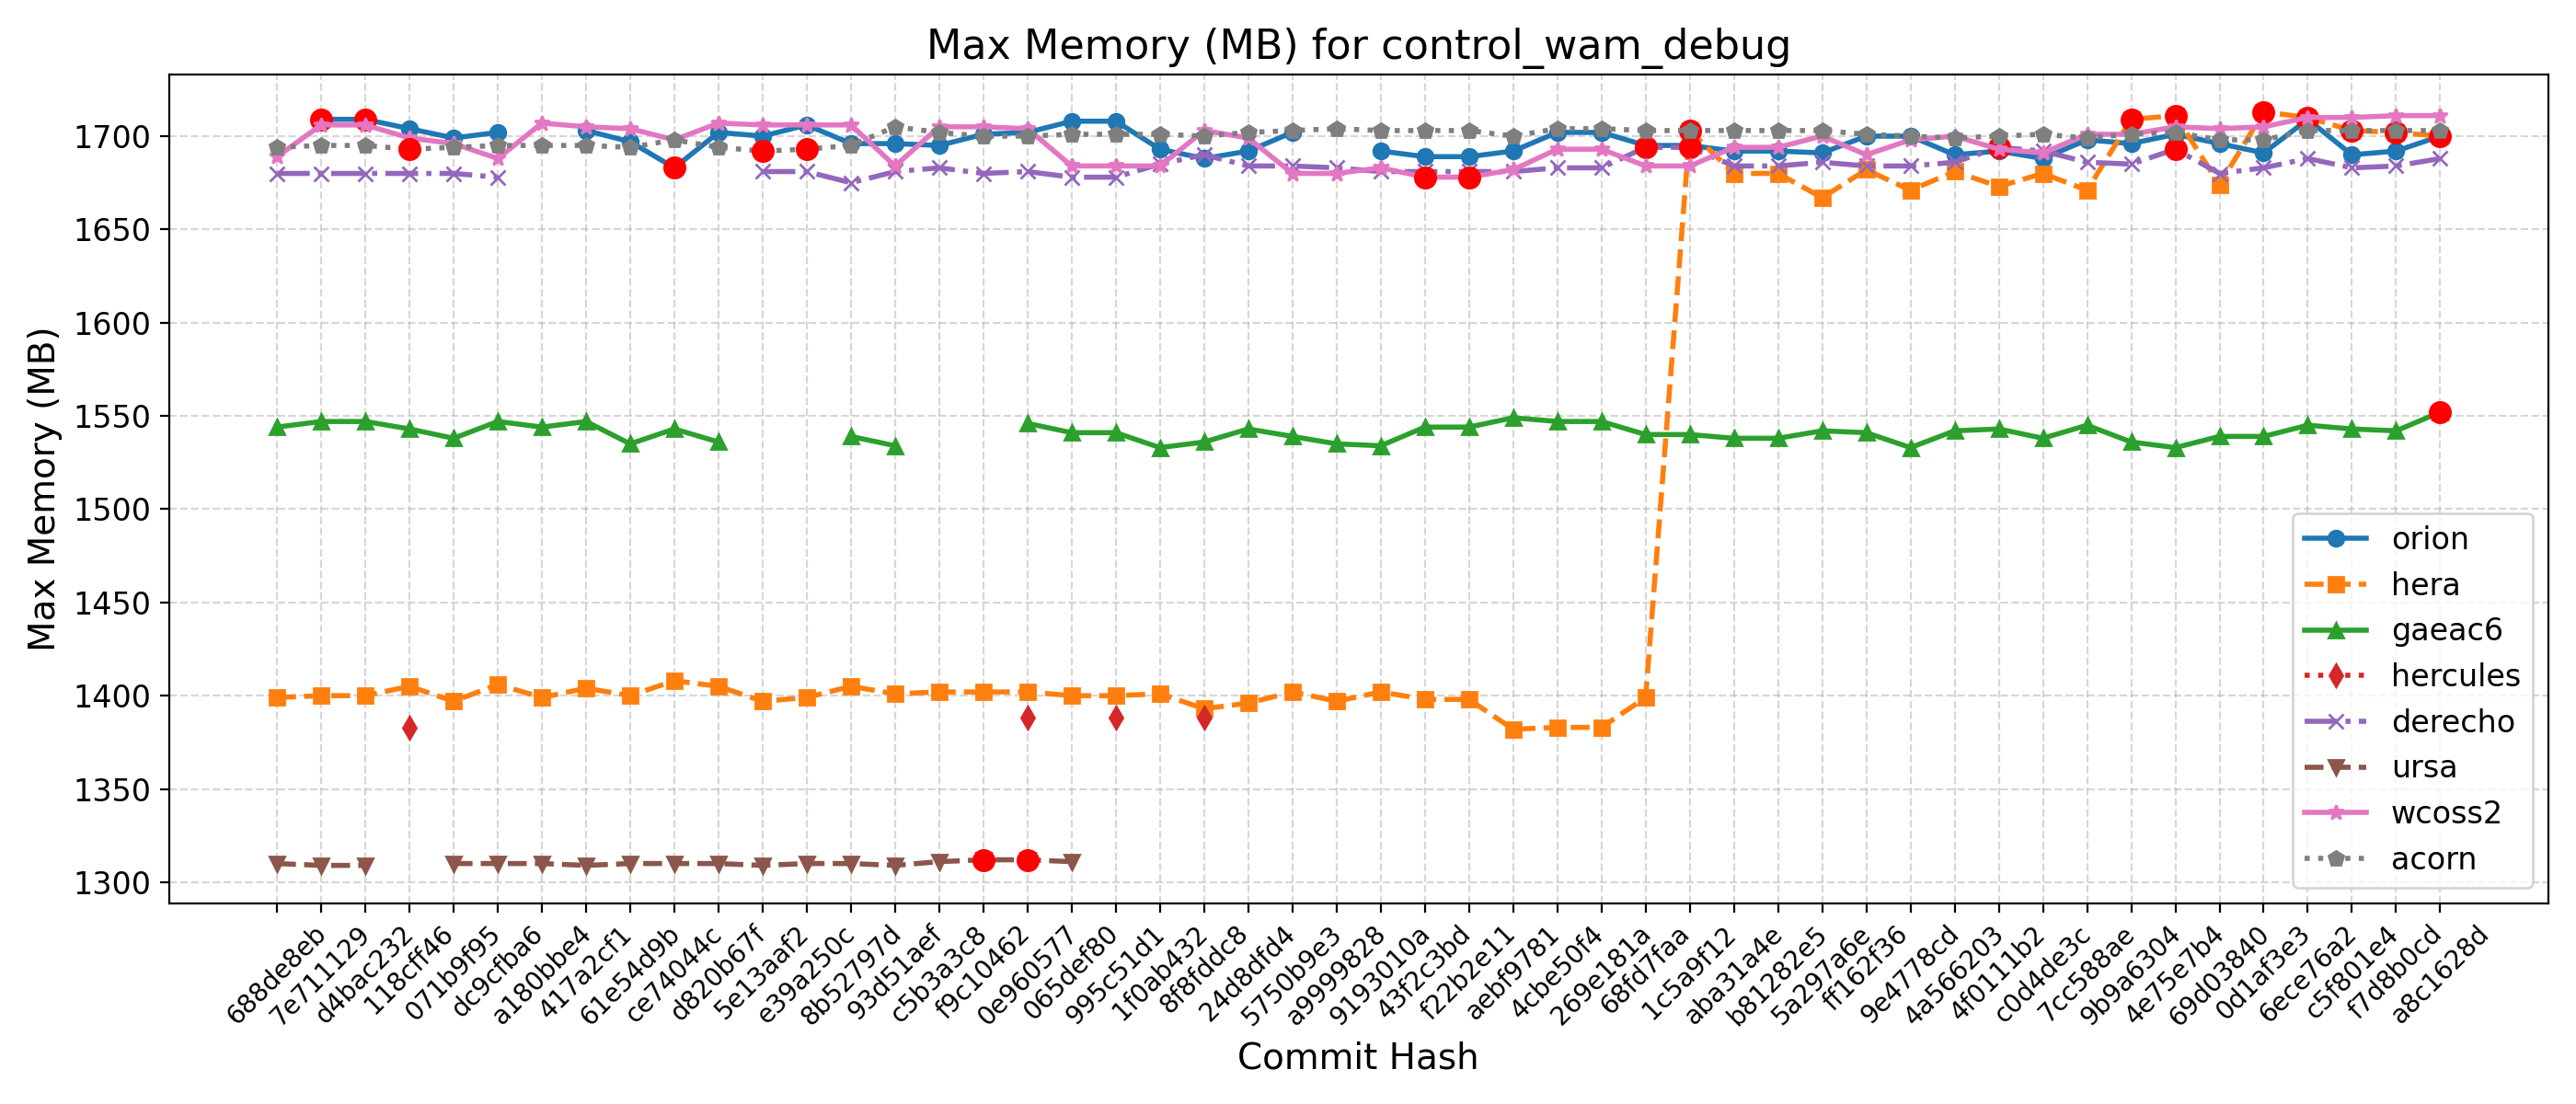 Max Memory (MB) for control_wam_debug
Max Memory (MB)
1700
1650
1600
1550
1500
1450
1400
1350
1300
orion
hera
gaeac6
hercules
derecho
ursa
wcoss2
acorn
688de8eb
7e711129
d4bac232
118cff46
071b9f95
dc9cfba6
a180bbe4
417a2cf1
61e54d9b
ce74044c
d820b67f
5e13aaf2
e39a250c
8b52797d
93d51aef
c5b3a3c8
f9c10462
0e960577
065def80
995c51d1
1f0ab432
8f8fddc8
24d8dfd4
5750b9e3
a9999828
9193010a
43f2c3bd
f22b2e11
aebf9781
4cbe50f4
269e181a
68fd7faa
1c5a9f12
aba31a4e
b81282e5
5a297a6e
ff162f36
9e4778cd
4a566203
4f0111b2
c0d4de3c
7cc588ae
9b9a6304
4e75e7b4
69d03840
0d1af3e3
6ece76a2
c5f801e4
f7d8b0cd
a8c1628d
Commit Hash